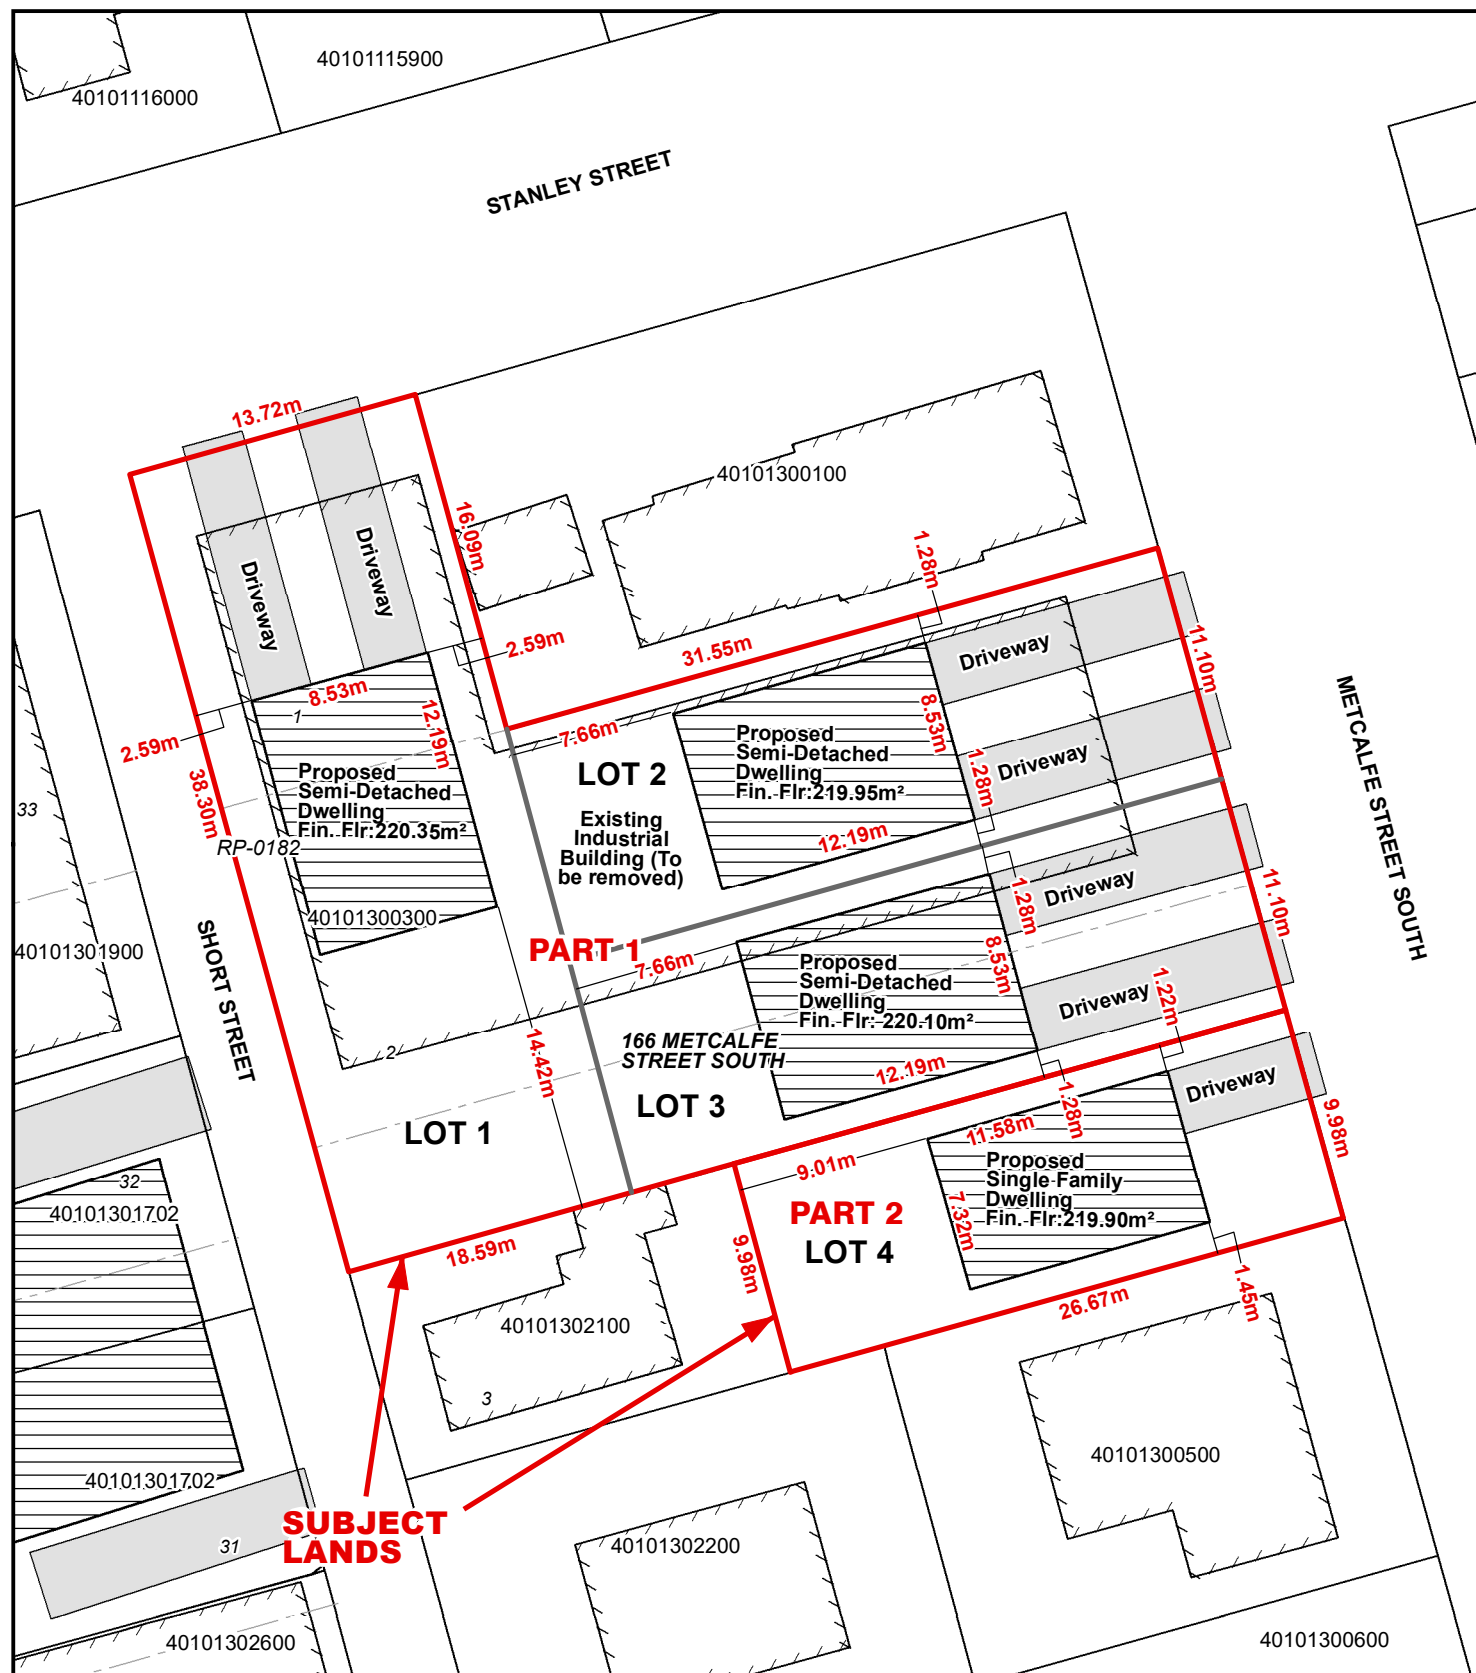 40101115900
40101116000
STANLEY STREET
13.72m
40101300100
16.09m
Driveway
Driveway
1.28m
2.59m
31.55m
Driveway
11.10m
8.53m
1
12.19m
7.66m
8.53m
Proposed
Semi-Detached
Dwelling
Fin. Flr:219.95m²
Driveway
METCALFE STREET SOUTH
2.59m
38.30m
Proposed
Semi-Detached
Dwelling
Fin. Flr:220.35m²
LOT 2
1.28m
33
RP-0182
Existing
Industrial
Building (To
be removed)
12.19m
Driveway
1.28m
11.10m
40101300300
40101301900
SHORT STREET
PART 1
7.66m
Proposed
Semi-Detached
Dwelling
Fin. Flr: 220.10m²
8.53m
Driveway
1.22m
2
14.42m
166 METCALFE
STREET SOUTH
12.19m
Driveway
LOT 3
1.28m
9.98m
LOT 1
11.58m
9.01m
Proposed
Single Family
Dwelling
Fin. Flr:219.90m²
32
40101301702
7.32m
PART 2
LOT 4
18.59m
9.98m
1.45m
26.67m
40101302100
3
40101300500
40101301702
SUBJECT
LANDS
31
40101302200
40101302600
40101300600